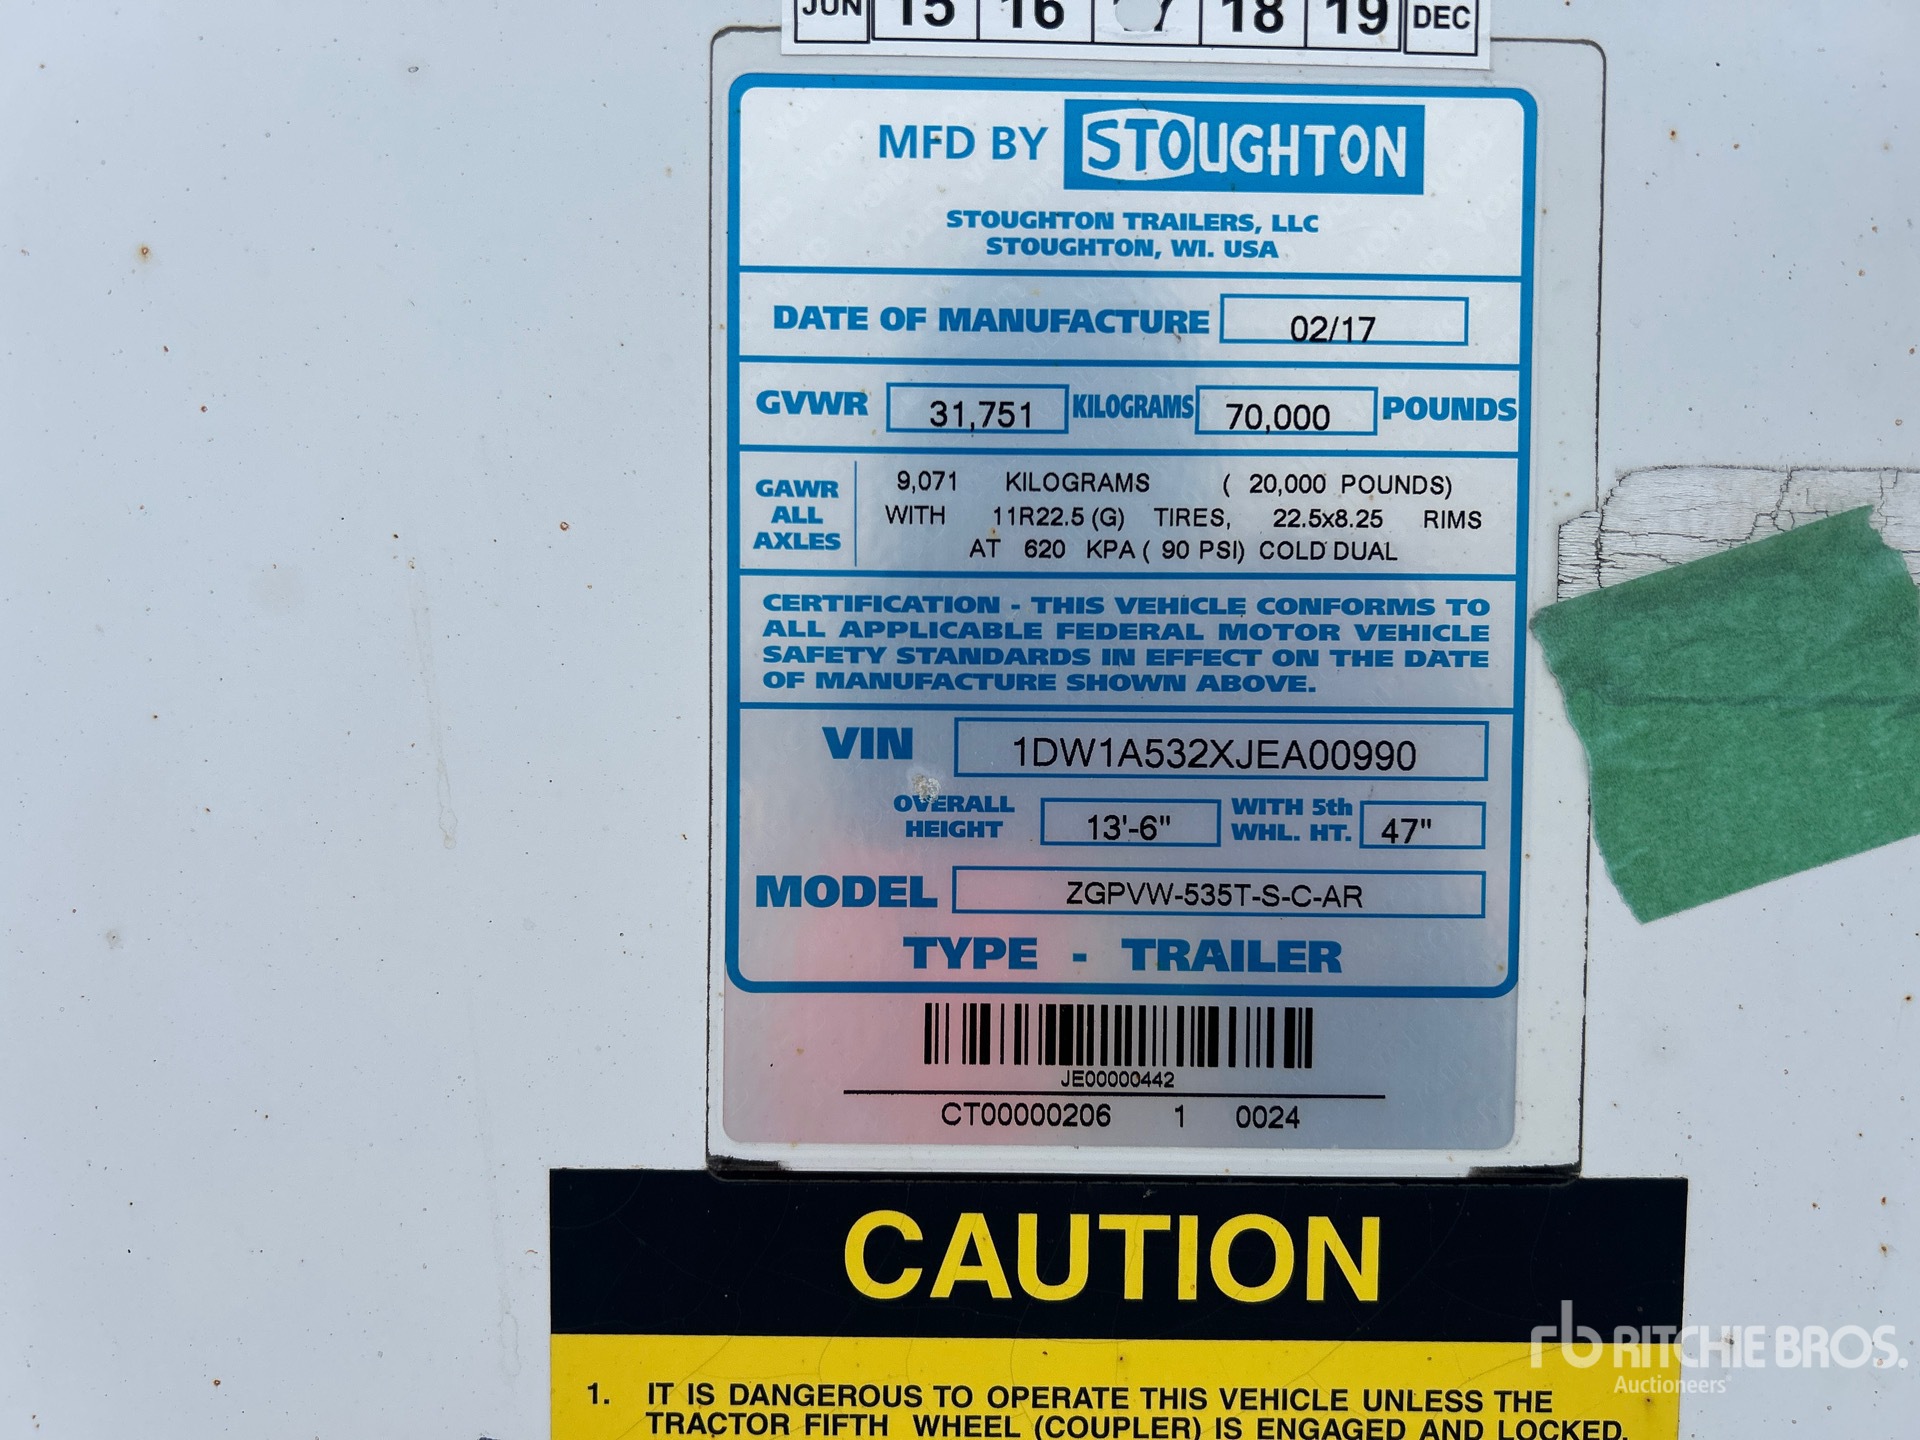 JUN 15 16 17 18 19 DEC
MFD BY STOUGHTON
STOUGHTON TRAILERS, LLC
STOUGHTON, WI. USA
DATE OF MANUFACTURE 02/17
GVWR 31,751 KILOGRAMS 70,000 POUNDS
GAWR ALL AXLES
9,071 KILOGRAMS ( 20,000 POUNDS)
WITH 11R22.5 (G) TIRES, 22.5x8.25 RIMS
AT 620 KPA ( 90 PSI) COLD DUAL
CERTIFICATION - THIS VEHICLE CONFORMS TO
ALL APPLICABLE FEDERAL MOTOR VEHICLE
SAFETY STANDARDS IN EFFECT ON THE DATE
OF MANUFACTURE SHOWN ABOVE.
VIN 1DW1A532XJEA00990
OVERALL HEIGHT 13'-6" WITH 5th WHL. HT. 47"
MODEL ZGPVW-535T-S-C-AR
TYPE - TRAILER
JE00000442
CT00000206 1 0024
CAUTION
1. IT IS DANGEROUS TO OPERATE THIS VEHICLE UNLESS THE
TRACTOR FIFTH WHEEL (COUPLER) IS ENGAGED AND LOCKED.
rb RITCHIE BROS.
Auctioneers